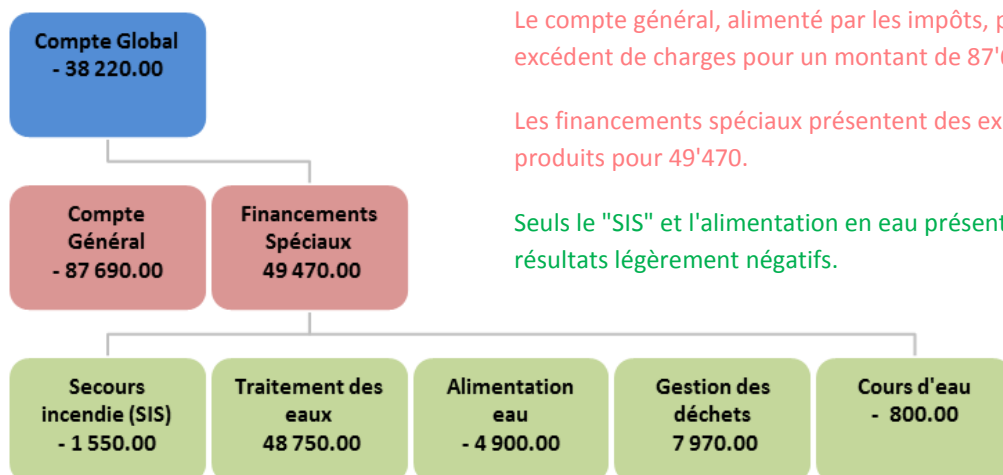 Compte Global
- 38 220.00
Le compte général, alimenté par les impôts,
excédent de charges pour un montant de
Les financements spéciaux présentent des
produits pour 49'470.
Seuls le "SIS" et l'alimentation en eau
résultats légèrement négatifs.
Compte
Général
- 87 690.00
Financements
Spéciaux
49 470.00
Secours
incendie (SIS)
- 1 550.00
Traitement des
eaux
48 750.00
Alimentation
eau
- 4 900.00
Gestion des
déchets
7 970.00
Cours d'eau
- 800.00